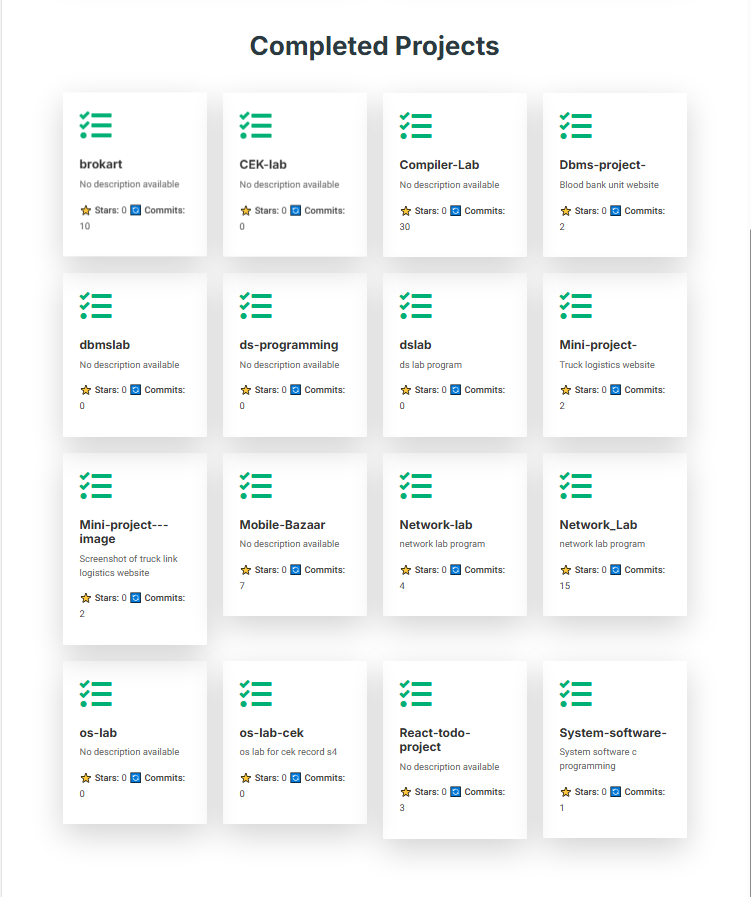 Completed Projects
brokart
No description available
⭐ Stars: 0 🔄 Commits:
10
CEK-lab
No description available
⭐ Stars: 0 🔄 Commits:
0
Compiler-Lab
No description available
⭐ Stars: 0 🔄 Commits:
30
Dbms-project-
Blood bank unit website
⭐ Stars: 0 🔄 Commits:
2
dbmslab
No description available
⭐ Stars: 0 🔄 Commits:
0
ds-programming
No description available
⭐ Stars: 0 🔄 Commits:
0
dslab
ds lab program
⭐ Stars: 0 🔄 Commits:
0
Mini-project-
Truck logistics website
⭐ Stars: 0 🔄 Commits:
2
Mini-project---
image
Screenshot of truck link
logistics website
⭐ Stars: 0 🔄 Commits:
2
Mobile-Bazaar
No description available
⭐ Stars: 0 🔄 Commits:
7
Network-lab
network lab program
⭐ Stars: 0 🔄 Commits:
4
Network_Lab
network lab program
⭐ Stars: 0 🔄 Commits:
15
os-lab
No description available
⭐ Stars: 0 🔄 Commits:
0
os-lab-cek
os lab for cek record s4
⭐ Stars: 0 🔄 Commits:
0
React-todo-
project
No description available
⭐ Stars: 0 🔄 Commits:
3
System-software-
System software c
programming
⭐ Stars: 0 🔄 Commits:
1